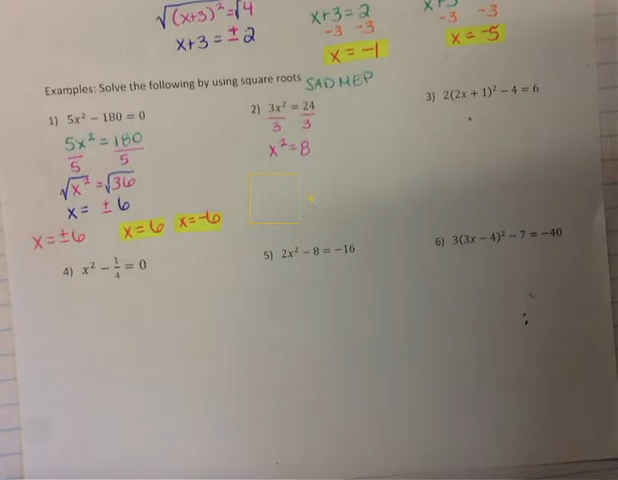 √(x+3)² = √4
x+3 = ± 2
x+3 = 2
-3 -3
x = -1
-3 -3
x = -5
Examples: Solve the following by using square roots SADMEP
1) 5x² − 180 = 0
5x² = 180
5 5
√x² = √36
x = ± 6
x = ±6 x = 6 x = -6
2) 3x² = 24
3 3
x² = 8
3) 2(2x + 1)² − 4 = 6
4) x² − 1/4 = 0
5) 2x² − 8 = −16
6) 3(3x − 4)² − 7 = −40